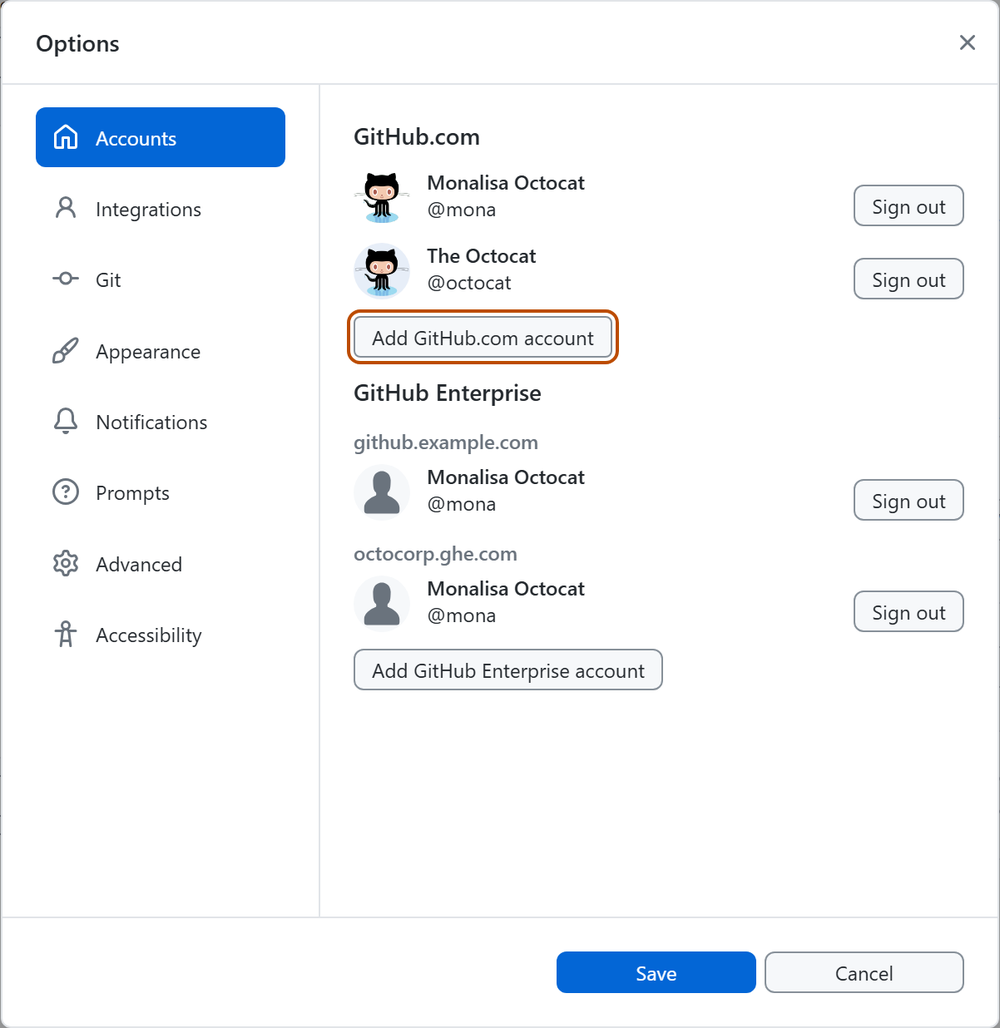 Options
Accounts
Integrations
Git
Appearance
Notifications
Prompts
Advanced
Accessibility
GitHub.com
Monalisa Octocat
@mona
Sign out
The Octocat
@octocat
Sign out
Add GitHub.com account
GitHub Enterprise
github.example.com
Monalisa Octocat
@mona
Sign out
octocorp.ghe.com
Monalisa Octocat
@mona
Sign out
Add GitHub Enterprise account
Save
Cancel